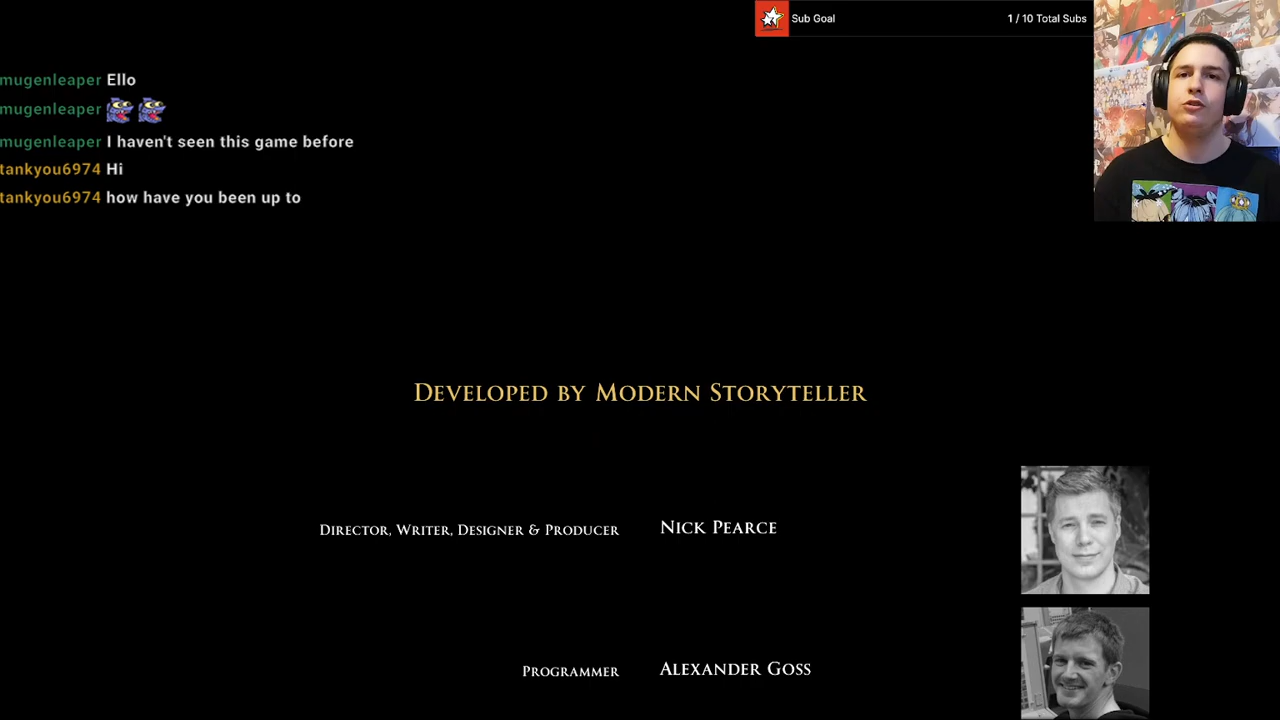 Sub Goal 1 / 10 Total Subs
mugenleaper Ello
mugenleaper
mugenleaper I haven't seen this game before
tankyou6974 Hi
tankyou6974 how have you been up to
Developed by Modern Storyteller
Director, Writer, Designer & Producer Nick Pearce
Programmer Alexander Goss